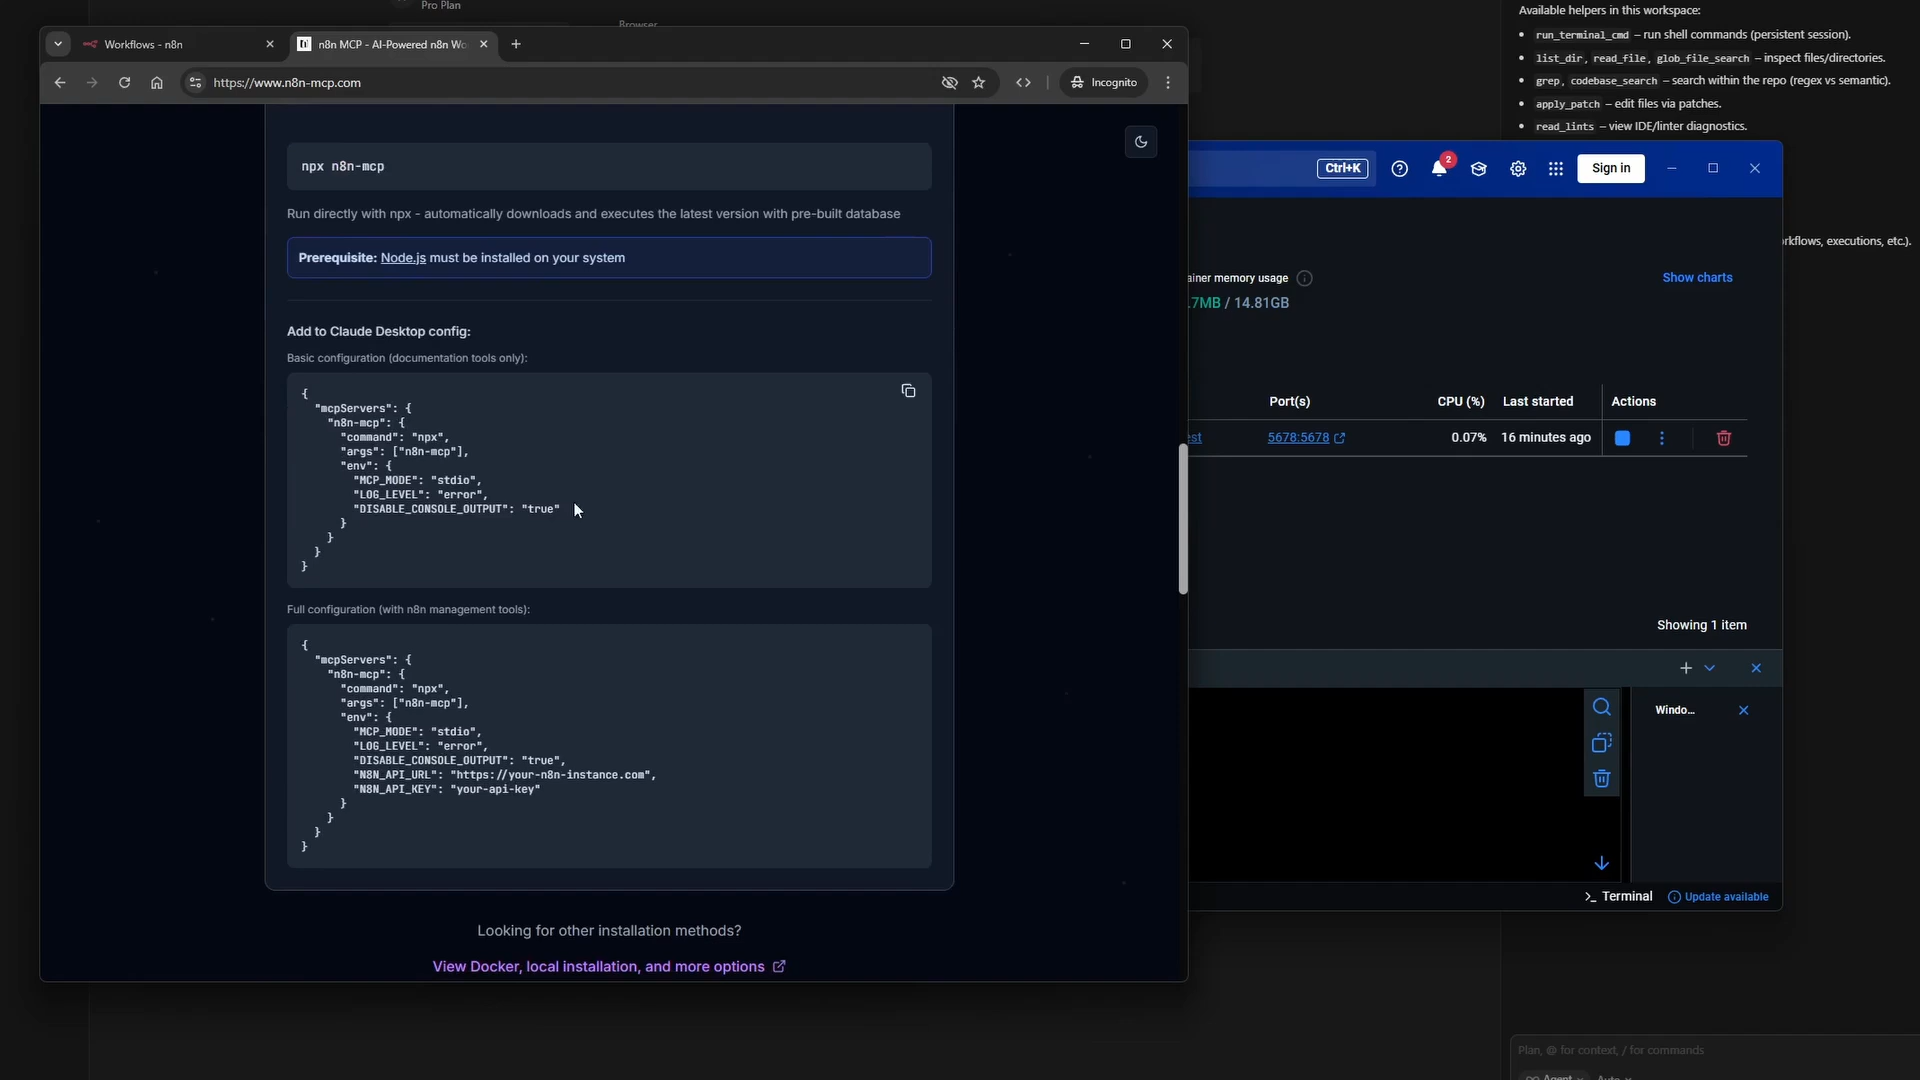 Pro Plan
Browser
Workflows - n8n
n8n MCP - AI-Powered n8n Wo
https://www.n8n-mcp.com
Incognito
npx n8n-mcp
Run directly with npx - automatically downloads and executes the latest version with pre-built database
Prerequisite: Node.js must be installed on your system
Add to Claude Desktop config:
Basic configuration (documentation tools only):
{
"mcpServers": {
"n8n-mcp": {
"command": "npx",
"args": ["n8n-mcp"],
"env": {
"MCP_MODE": "stdio",
"LOG_LEVEL": "error",
"DISABLE_CONSOLE_OUTPUT": "true"
}
}
}
}
Full configuration (with n8n management tools):
{
"mcpServers": {
"n8n-mcp": {
"command": "npx",
"args": ["n8n-mcp"],
"env": {
"MCP_MODE": "stdio",
"LOG_LEVEL": "error",
"DISABLE_CONSOLE_OUTPUT": "true",
"N8N_API_URL": "https://your-n8n-instance.com",
"N8N_API_KEY": "your-api-key"
}
}
}
}
Looking for other installation methods?
View Docker, local installation, and more options
Available helpers in this workspace:
• run_terminal_cmd – run shell commands (persistent session).
• list_dir, read_file, glob_file_search – inspect files/directories.
• grep, codebase_search – search within the repo (regex vs semantic).
• apply_patch – edit files via patches.
• read_lints – view IDE/linter diagnostics.
Ctrl+K
2
Sign in
rkflows, executions, etc.).
ainer memory usage
Show charts
.7MB / 14.81GB
Port(s) CPU (%) Last started Actions
est 5678:5678 0.07% 16 minutes ago
Showing 1 item
Windo...
Terminal
Update available
Plan, @ for context, / for commands
Agent Auto